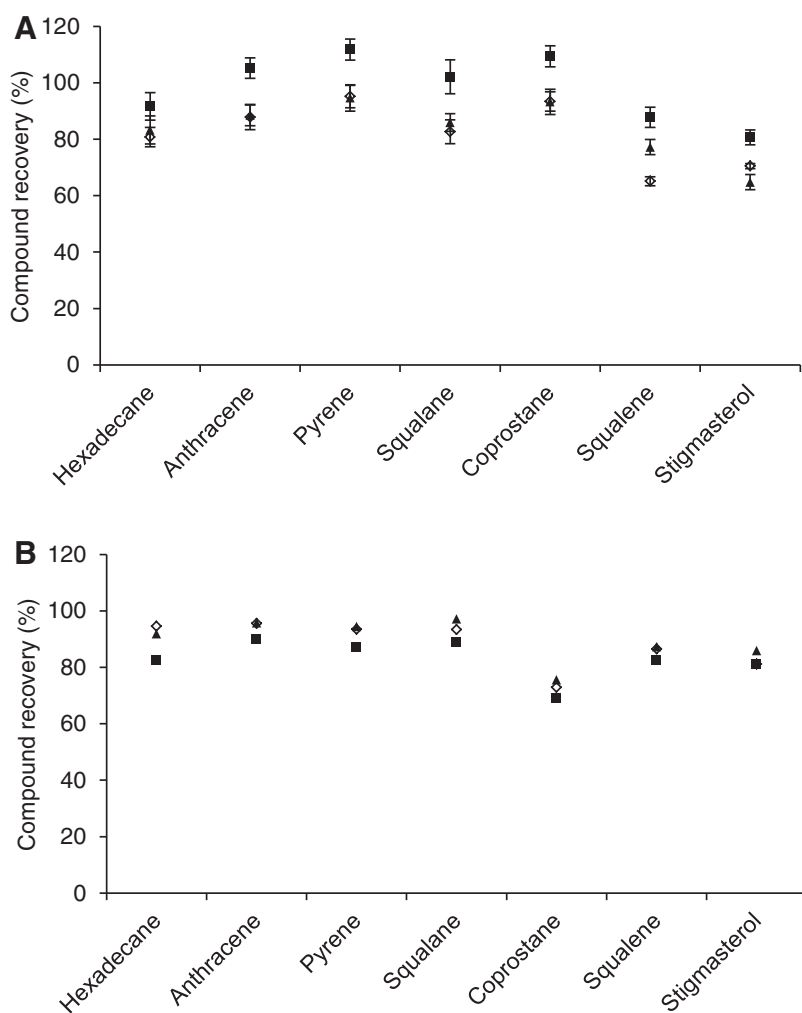 A
120
100
80
60
40
20
0
Compound recovery (%)
Hexadecane
Anthracene
Pyrene
Squalane
Coprostane
Squalene
Stigmasterol
B
120
100
80
60
40
20
0
Compound recovery (%)
Hexadecane
Anthracene
Pyrene
Squalane
Coprostane
Squalene
Stigmasterol